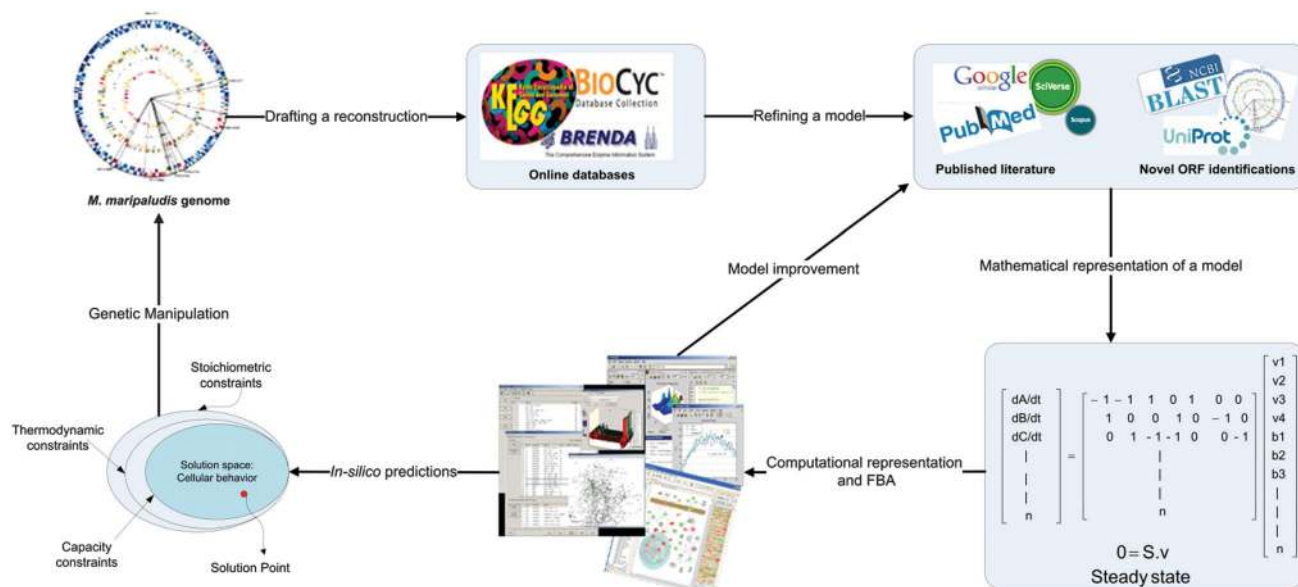 M. maripaludis genome
Drafting a reconstruction
KEGG
BIOCYC™
Database Collection
BRENDA
The Comprehensive Enzyme Information System
Online databases
Refining a model
Google
scholar
SciVerse
PubMed
Scopus
Published literature
NCBI
BLAST
UniProt
Novel ORF identifications
Model improvement
Mathematical representation of a model
Genetic Manipulation
Stoichiometric
constraints
Thermodynamic
constraints
Solution space:
Cellular behavior
Capacity
constraints
Solution Point
In-silico predictions
Computational representation
and FBA
dA/dt
dB/dt
dC/dt
n
=
- 1 - 1 1 0 1 0 0
1 0 0 1 0 - 1 0
0 1 -1 -1 0 0 -1
n
v1
v2
v3
v4
b1
b2
b3
n
0 = S.v
Steady state